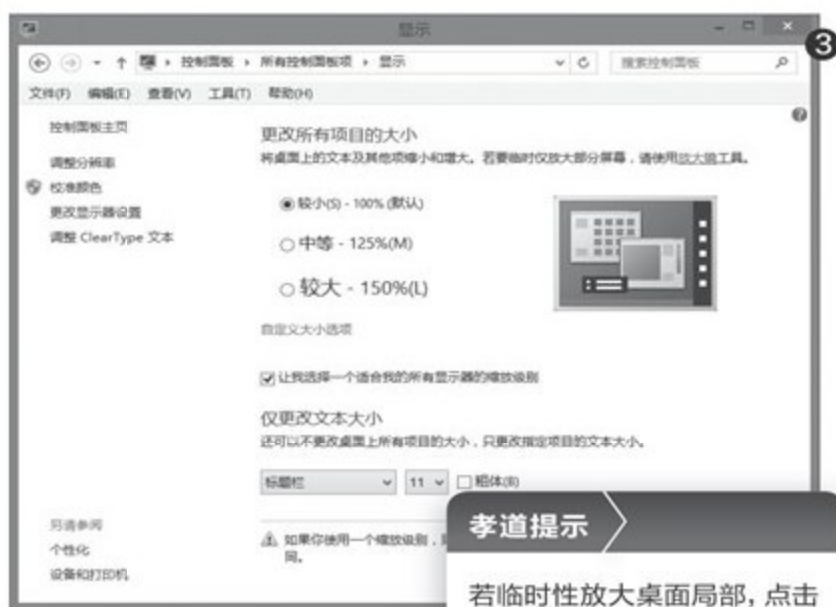 显示
3
控制面板 › 所有控制面板项 › 显示
搜索控制面板
文件(F) 编辑(E) 查看(V) 工具(T) 帮助(H)
控制面板主页
调整分辨率
校准颜色
更改显示器设置
调整 ClearType 文本
更改所有项目的大小
将桌面上的文本及其他项缩小和增大。若要临时仅放大部分屏幕，请使用放大镜工具。
较小(S) - 100% (默认)
中等 - 125%(M)
较大 - 150%(L)
自定义大小选项
让我选择一个适合我的所有显示器的缩放级别
仅更改文本大小
还可以不更改桌面上所有项目的大小，只更改指定项目的文本大小。
标题栏 11 粗体(B)
如果你使用一个缩放级别，
同。
另请参阅
个性化
设备和打印机
孝道提示
若临时性放大桌面局部，点击